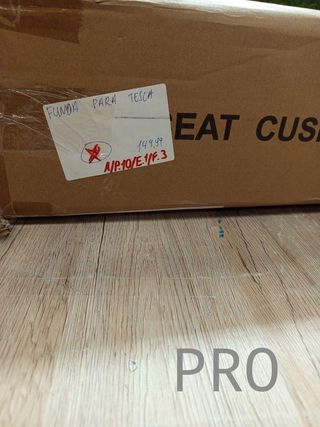 FUNDA PARA TESLA
149,99
A/P.10/E.1/F.3
EAT CUS
PRO